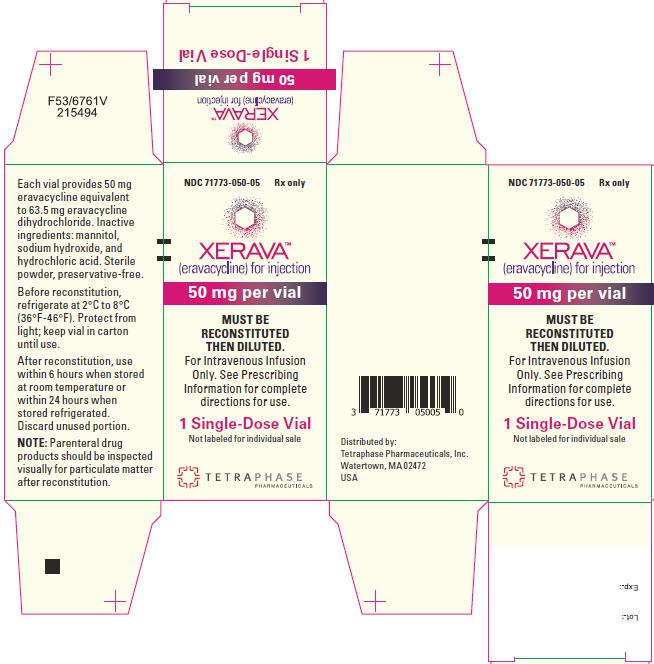 1 Single-Dose Vial
50 mg per vial
(eravacycline) for injection
XERAVA™
F53/6761V
215494
Each vial provides 50 mg
eravacycline equivalent
to 63.5 mg eravacycline
dihydrochloride. Inactive
ingredients: mannitol,
sodium hydroxide, and
hydrochloric acid. Sterile
powder, preservative-free.
Before reconstitution,
refrigerate at 2°C to 8°C
(36°F-46°F). Protect from
light; keep vial in carton
until use.
After reconstitution, use
within 6 hours when stored
at room temperature or
within 24 hours when
stored refrigerated.
Discard unused portion.
NOTE: Parenteral drug
products should be inspected
visually for particulate matter
after reconstitution.
NDC 71773-050-05 Rx only
XERAVA™
(eravacycline) for injection
50 mg per vial
MUST BE
RECONSTITUTED
THEN DILUTED.
For Intravenous Infusion
Only. See Prescribing
Information for complete
directions for use.
1 Single-Dose Vial
Not labeled for individual sale
TETRAPHASE
PHARMACEUTICALS
3 71773 05005 0
Distributed by:
Tetraphase Pharmaceuticals, Inc.
Watertown, MA 02472
USA
NDC 71773-050-05 Rx only
XERAVA™
(eravacycline) for injection
50 mg per vial
MUST BE
RECONSTITUTED
THEN DILUTED.
For Intravenous Infusion
Only. See Prescribing
Information for complete
directions for use.
1 Single-Dose Vial
Not labeled for individual sale
TETRAPHASE
PHARMACEUTICALS
Exp.:
Lot.: